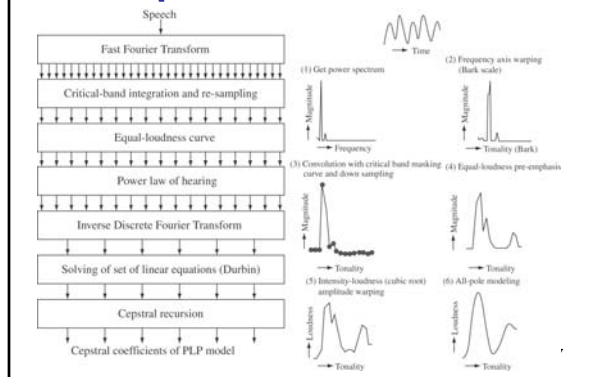 Speech
Fast Fourier Transform
Critical-band integration and re-sampling
Equal-loudness curve
Power law of hearing
Inverse Discrete Fourier Transform
Solving of set of linear equations (Durbin)
Cepstral recursion
Cepstral coefficients of PLP model
Time
(1) Get power spectrum
Magnitude
Frequency
(2) Frequency axis warping
(Bark scale)
Magnitude
Tonality (Bark)
(3) Convolution with critical band masking
curve and down sampling
Magnitude
Tonality
(4) Equal-loudness pre-emphasis
Magnitude
Tonality
(5) Intensity-loudness (cubic root)
amplitude warping
Loudness
Tonality
(6) All-pole modeling
Loudness
Tonality